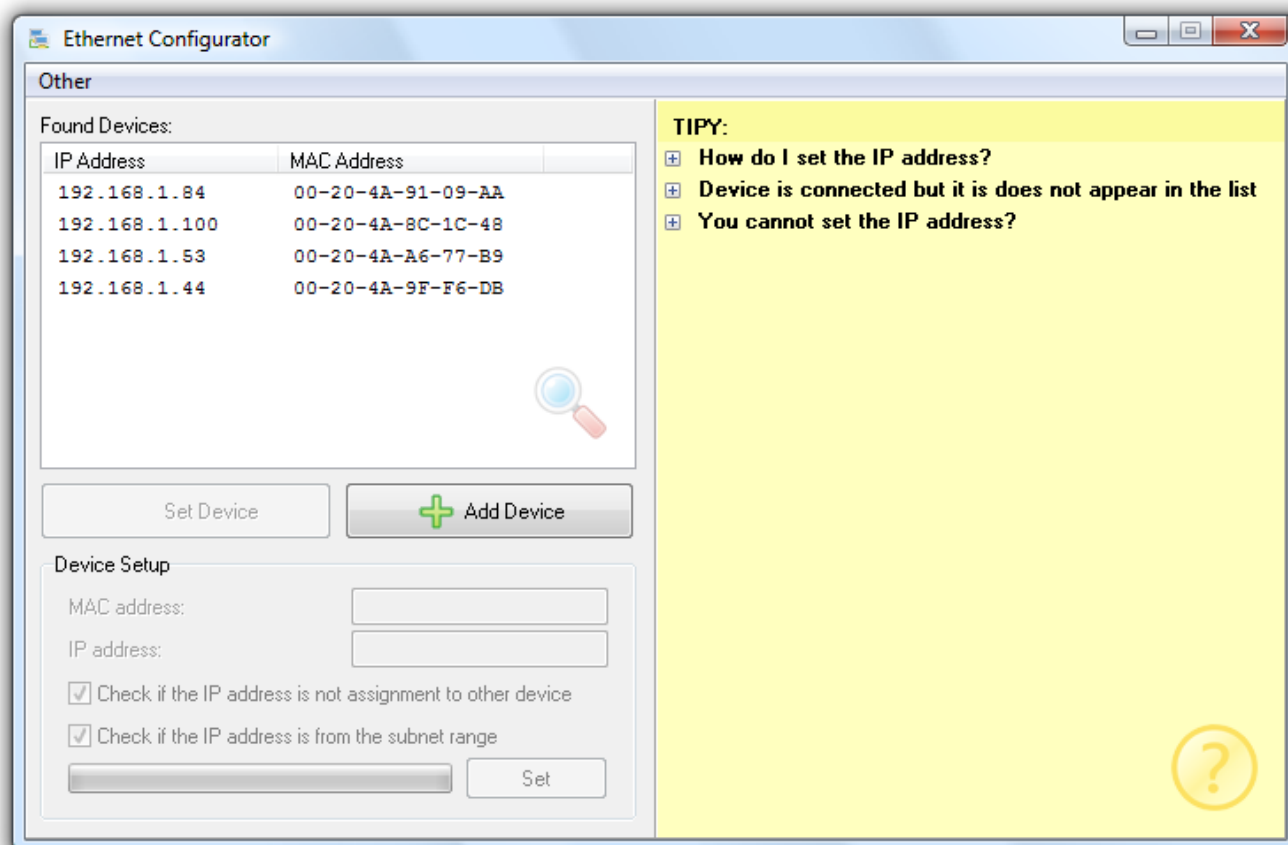 Ethernet Configurator
Other
Found Devices:
IP Address MAC Address
192.168.1.84 00-20-4A-91-09-AA
192.168.1.100 00-20-4A-8C-1C-48
192.168.1.53 00-20-4A-A6-77-B9
192.168.1.44 00-20-4A-9F-F6-DB
Set Device Add Device
Device Setup
MAC address:
IP address:
Check if the IP address is not assignment to other device
Check if the IP address is from the subnet range
Set
TIPY:
How do I set the IP address?
Device is connected but it is does not appear in the list
You cannot set the IP address?